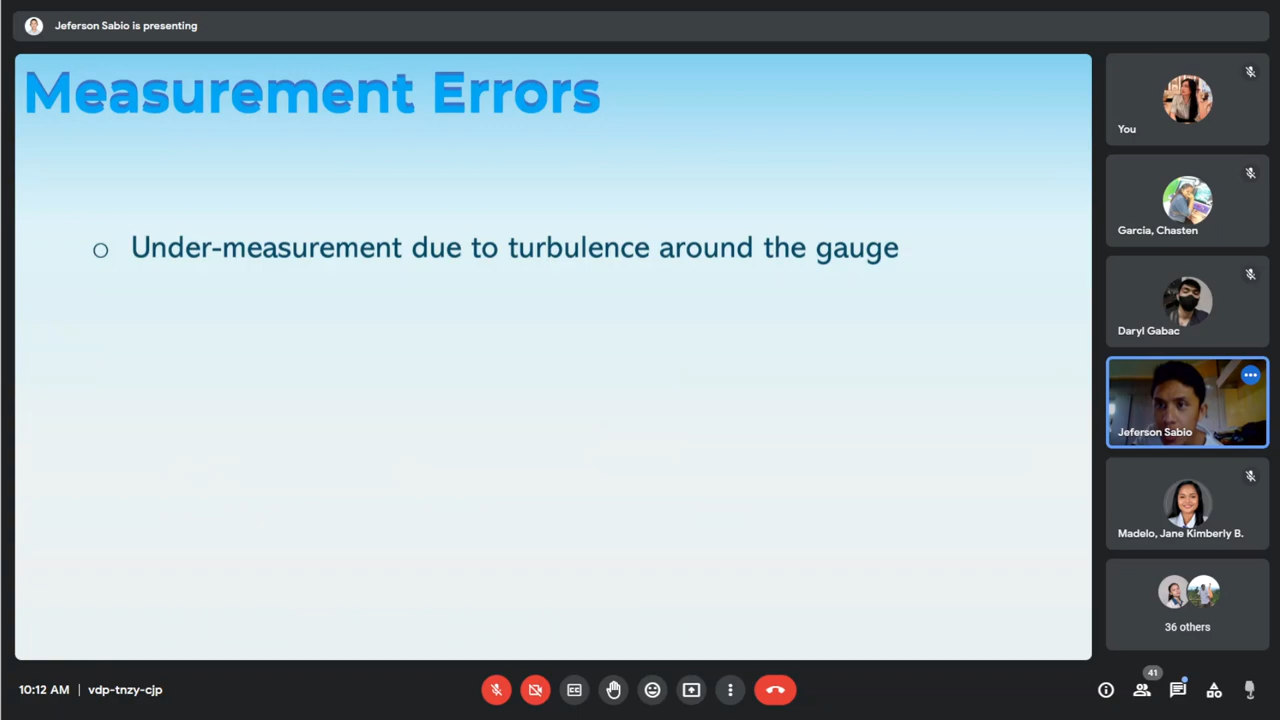 Jeferson Sabio is presenting
Measurement Errors
o Under-measurement due to turbulence around the gauge
You
Garcia, Chasten
Daryl Gabac
Jeferson Sabio
Madelo, Jane Kimberly B.
36 others
10:12 AM | vdp-tnzy-cjp
CC
41